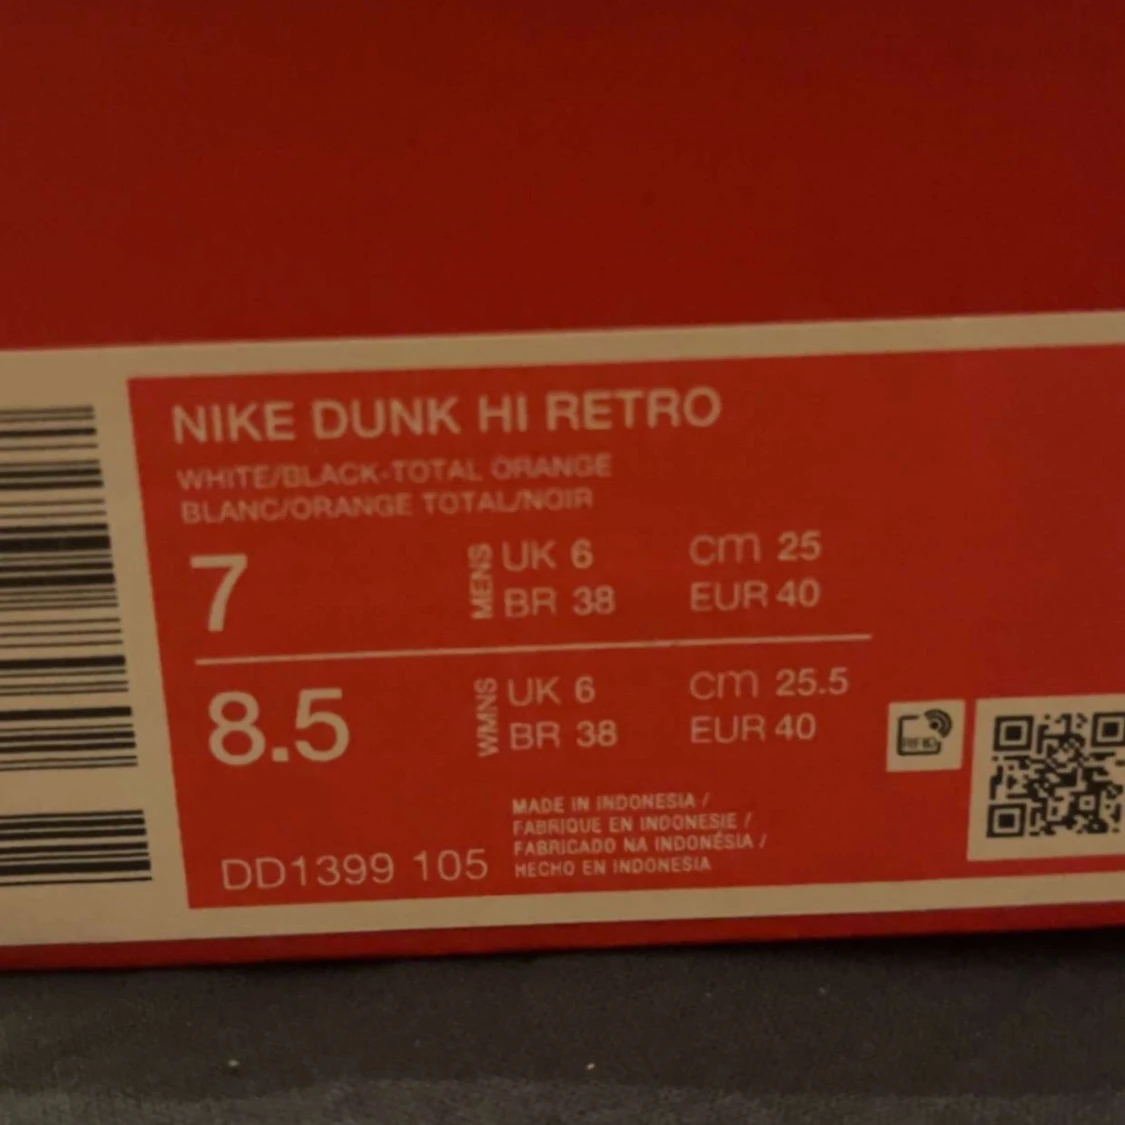 NIKE DUNK HI RETRO
WHITE/BLACK-TOTAL ORANGE
BLANC/ORANGE TOTAL/NOIR
7 MENS UK 6 cm 25
BR 38 EUR 40
8.5 WMNS UK 6 cm 25.5
BR 38 EUR 40
RFID
MADE IN INDONESIA /
FABRIQUE EN INDONESIE /
FABRICADO NA INDONÉSIA /
HECHO EN INDONESIA
DD1399 105